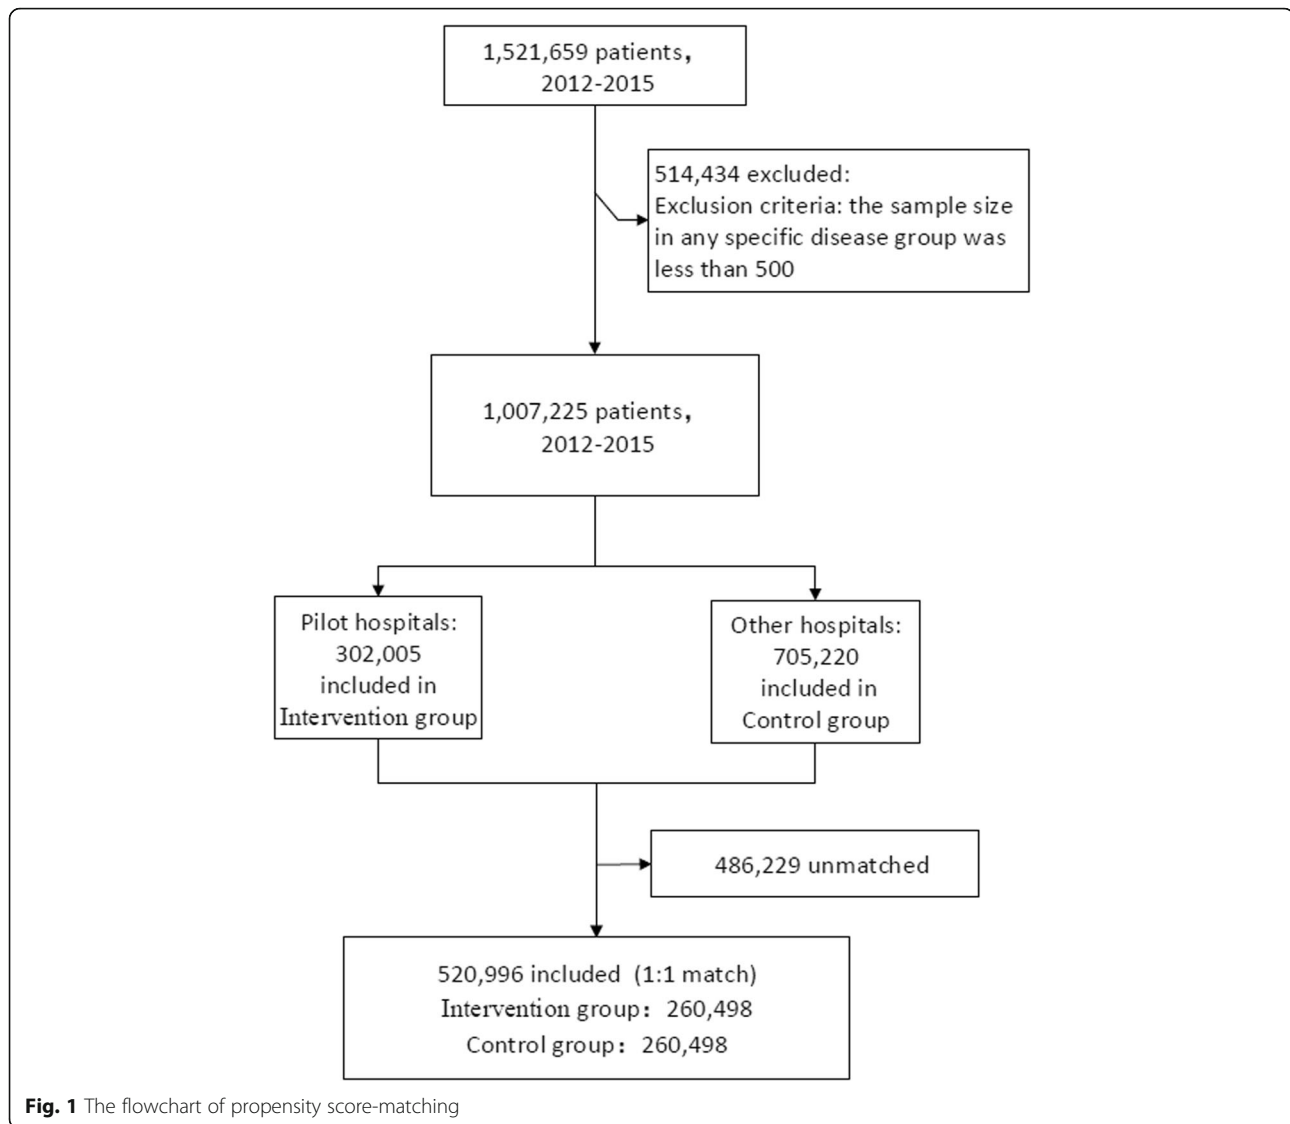 1,521,659 patients，
2012-2015
514,434 excluded:
Exclusion criteria: the sample size
in any specific disease group was
less than 500
1,007,225 patients，
2012-2015
Pilot hospitals:
302,005
included in
Intervention group
Other hospitals:
705,220
included in
Control group
486,229 unmatched
520,996 included (1:1 match)
Intervention group：260,498
Control group：260,498
Fig. 1 The flowchart of propensity score-matching